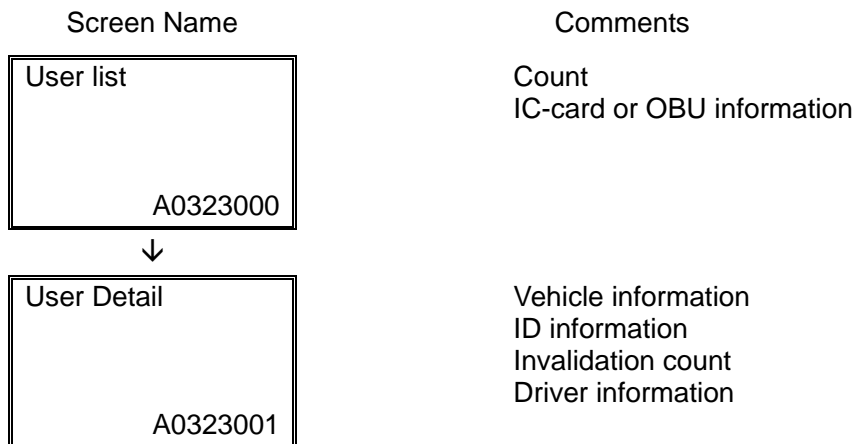 Screen Name Comments
User list Count
IC-card or OBU information
A0323000
User Detail Vehicle information
ID information
Invalidation count
Driver information
A0323001